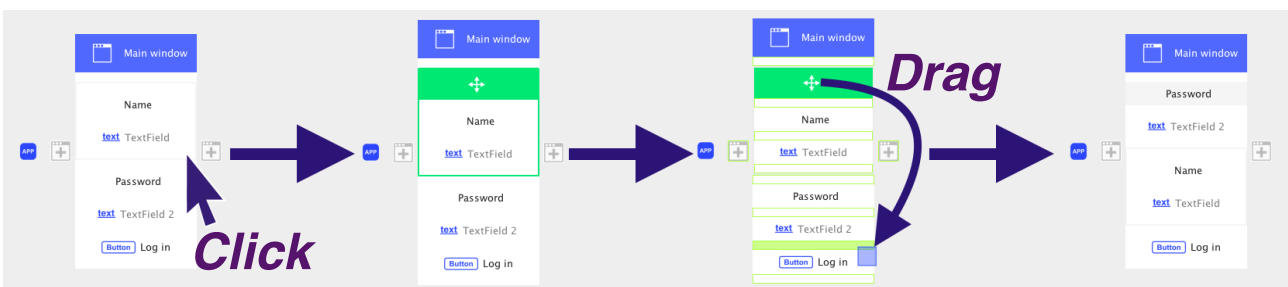 Main window
Name
text TextField
APP
Password
text TextField 2
Button Log in
Click
Main window
Name
APP
text TextField
Password
text TextField 2
Button Log in
Main window
Drag
Name
APP
text TextField
Password
text TextField 2
Button Log in
Main window
Password
text TextField 2
APP
Name
text TextField
Button Log in